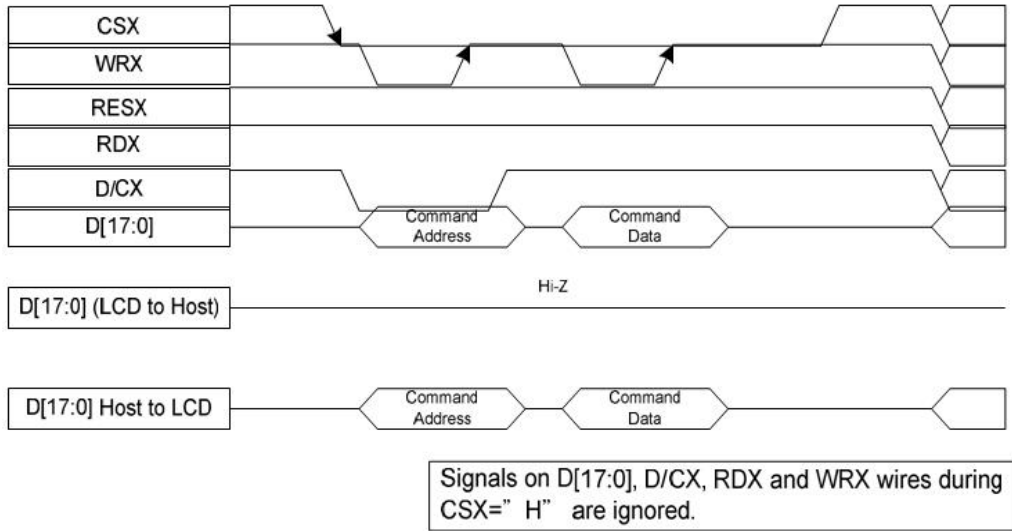 CSX
WRX
RESX
RDX
D/CX
D[17:0]
Command
Address
Command
Data
Hi-Z
D[17:0] (LCD to Host)
D[17:0] Host to LCD
Command
Address
Command
Data
Signals on D[17:0], D/CX, RDX and WRX wires during
CSX=” H” are ignored.